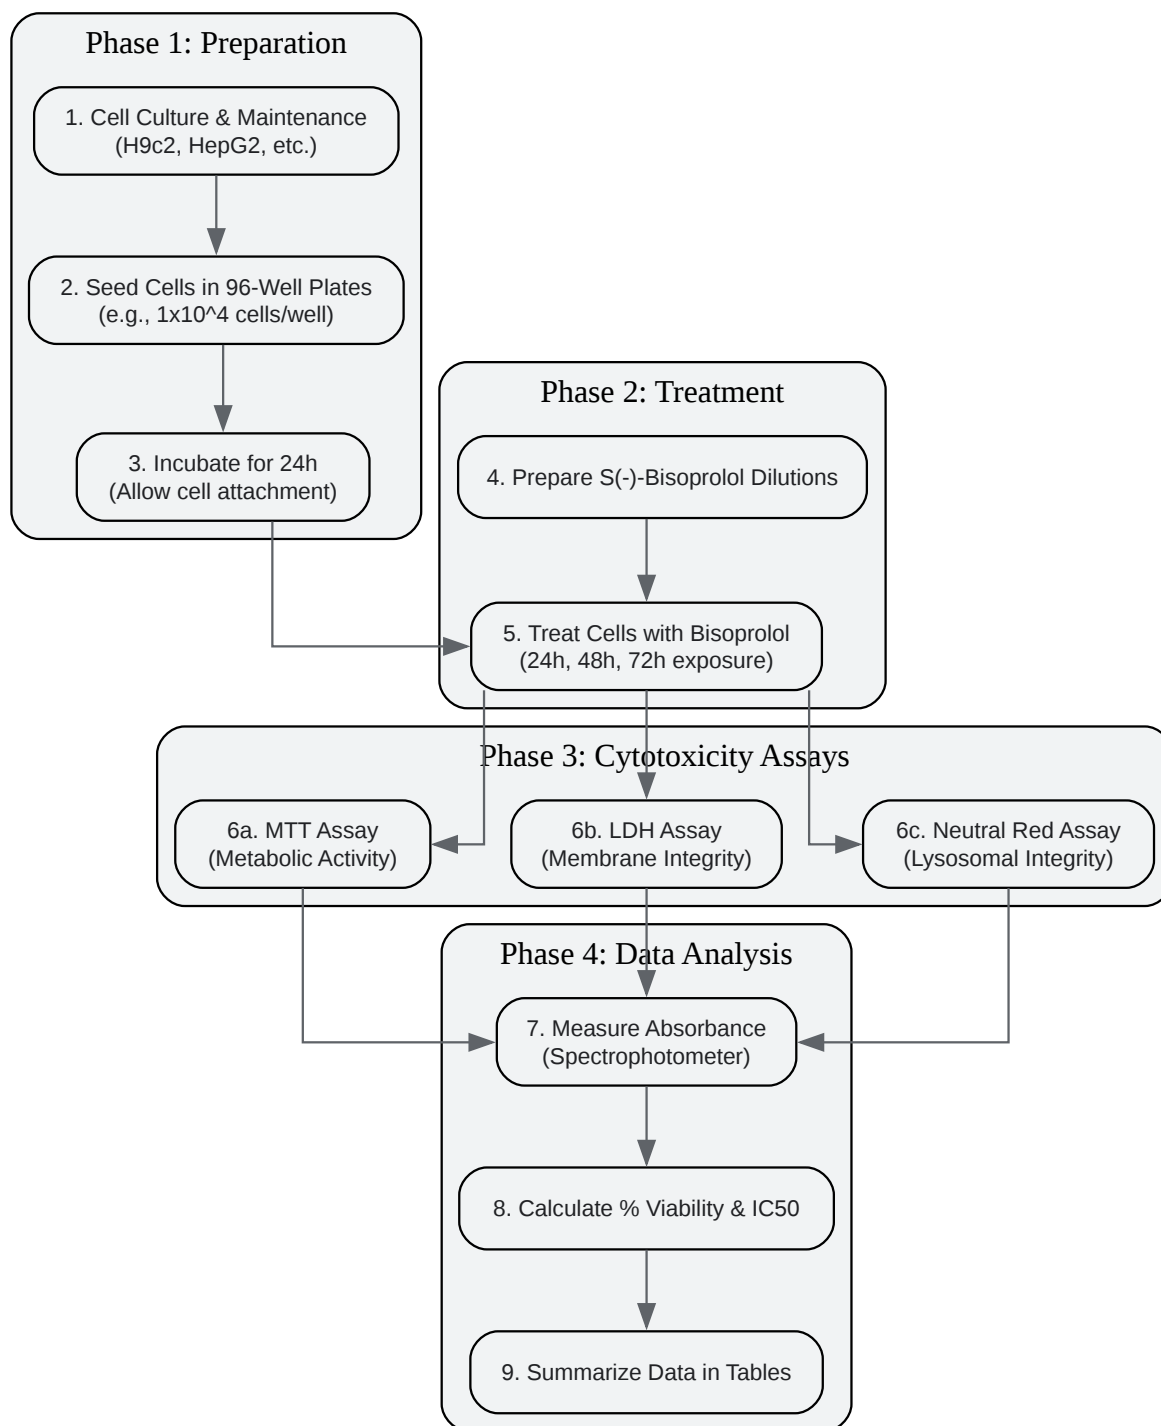 Phase 1: Preparation
1. Cell Culture & Maintenance
(H9c2, HepG2, etc.)
2. Seed Cells in 96-Well Plates
(e.g., 1x10^4 cells/well)
3. Incubate for 24h
(Allow cell attachment)
Phase 2: Treatment
4. Prepare S(-)-Bisoprolol Dilutions
5. Treat Cells with Bisoprolol
(24h, 48h, 72h exposure)
Phase 3: Cytotoxicity Assays
6a. MTT Assay
(Metabolic Activity)
6b. LDH Assay
(Membrane Integrity)
6c. Neutral Red Assay
(Lysosomal Integrity)
Phase 4: Data Analysis
7. Measure Absorbance
(Spectrophotometer)
8. Calculate % Viability & IC50
9. Summarize Data in Tables